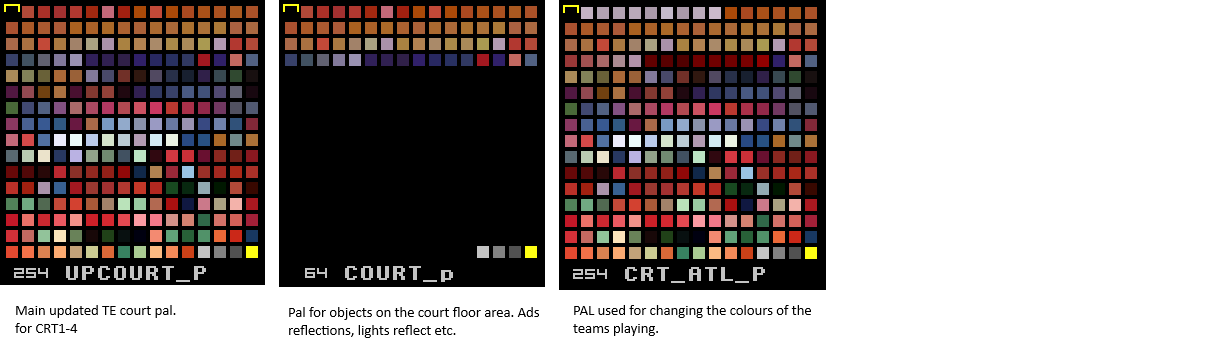 254 UPCOURT_P
64 COURT_p
254 CRT_ATL_P
Main updated TE court pal.
for CRT1-4
Pal for objects on the court floor area. Ads
reflections, lights reflect etc.
PAL used for changing the colours of the
teams playing.